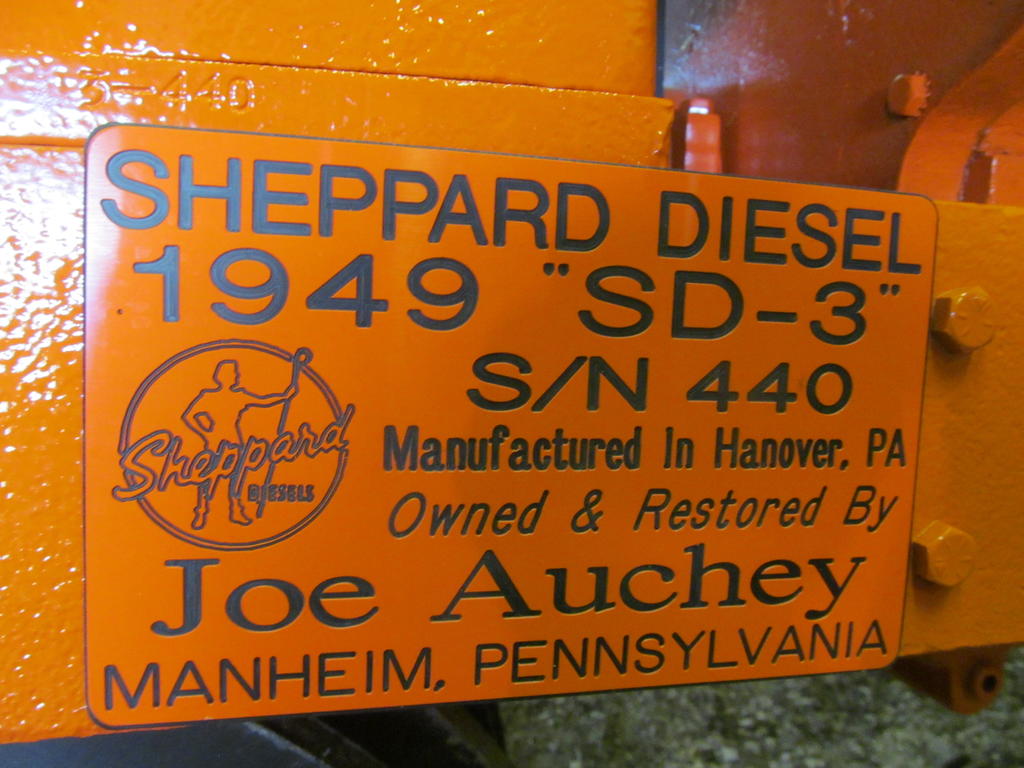 3-440
SHEPPARD DIESEL
1949 "SD-3"
S/N 440
Sheppard
DIESELS
Manufactured In Hanover, PA
Owned & Restored By
Joe Auchey
MANHEIM, PENNSYLVANIA